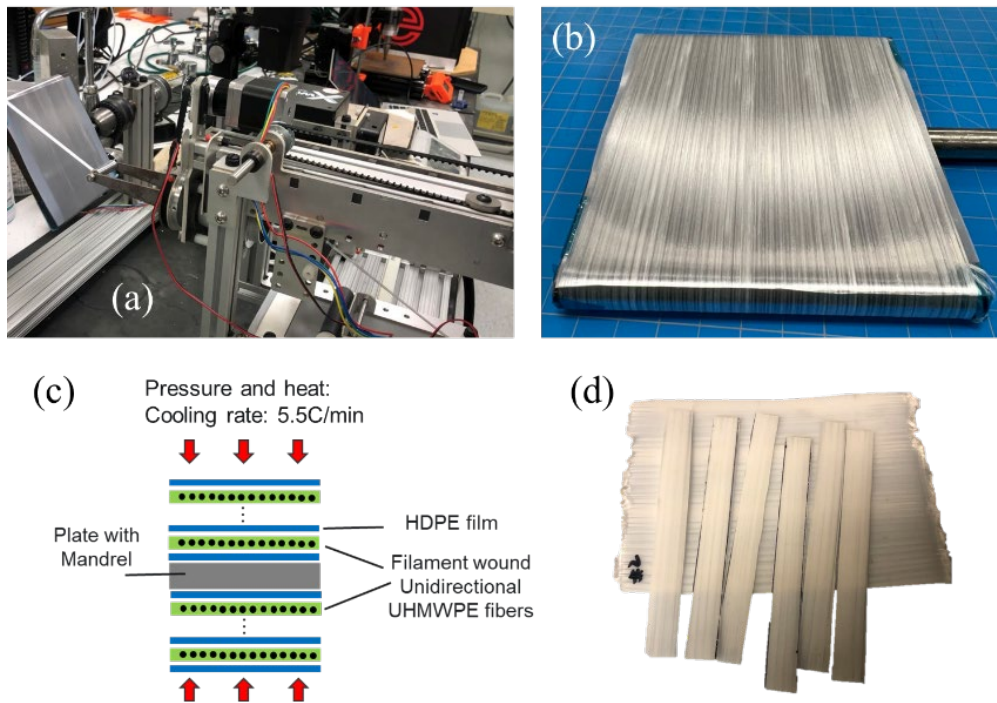 (a)
(b)
(c)
Pressure and heat:
Cooling rate: 5.5C/min
Plate with
Mandrel
HDPE film
Filament wound
Unidirectional
UHMWPE fibers
(d)